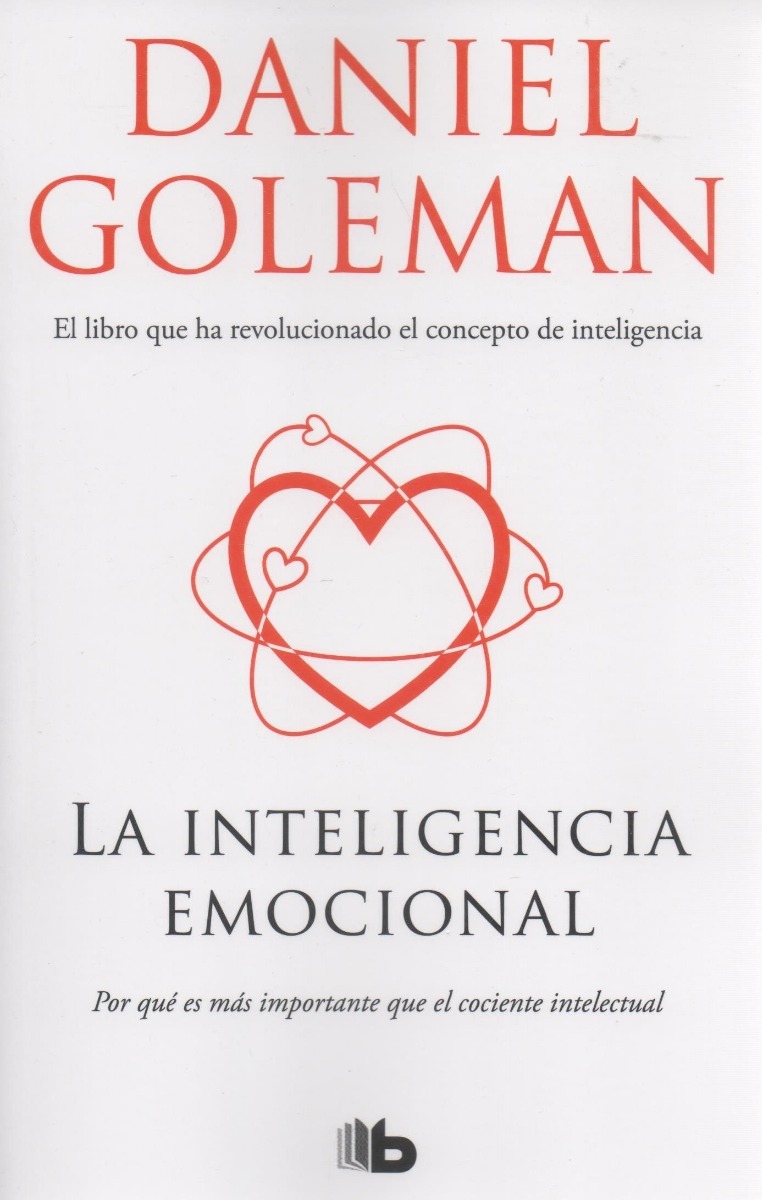 DANIEL
GOLEMAN
El libro que ha revolucionado el concepto de inteligencia
LA INTELIGENCIA
EMOCIONAL
Por qué es más importante que el cociente intelectual
b